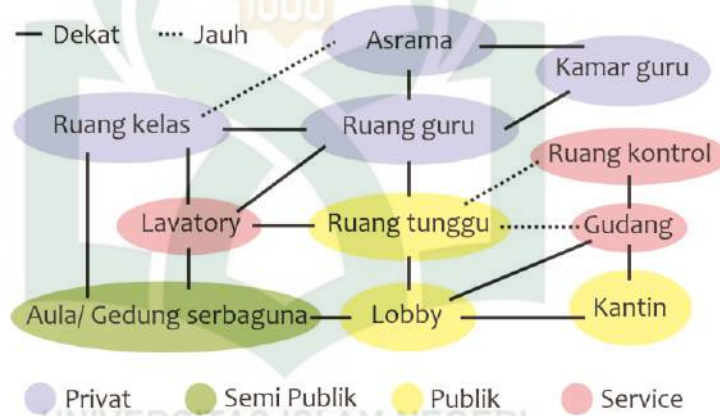 Dekat Jauh
Asrama
Kamar guru
Ruang kelas
Ruang guru
Ruang kontrol
Lavatory
Ruang tunggu
Gudang
Aula/ Gedung serbaguna
Lobby
Kantin
Privat Semi Publik Publik Service